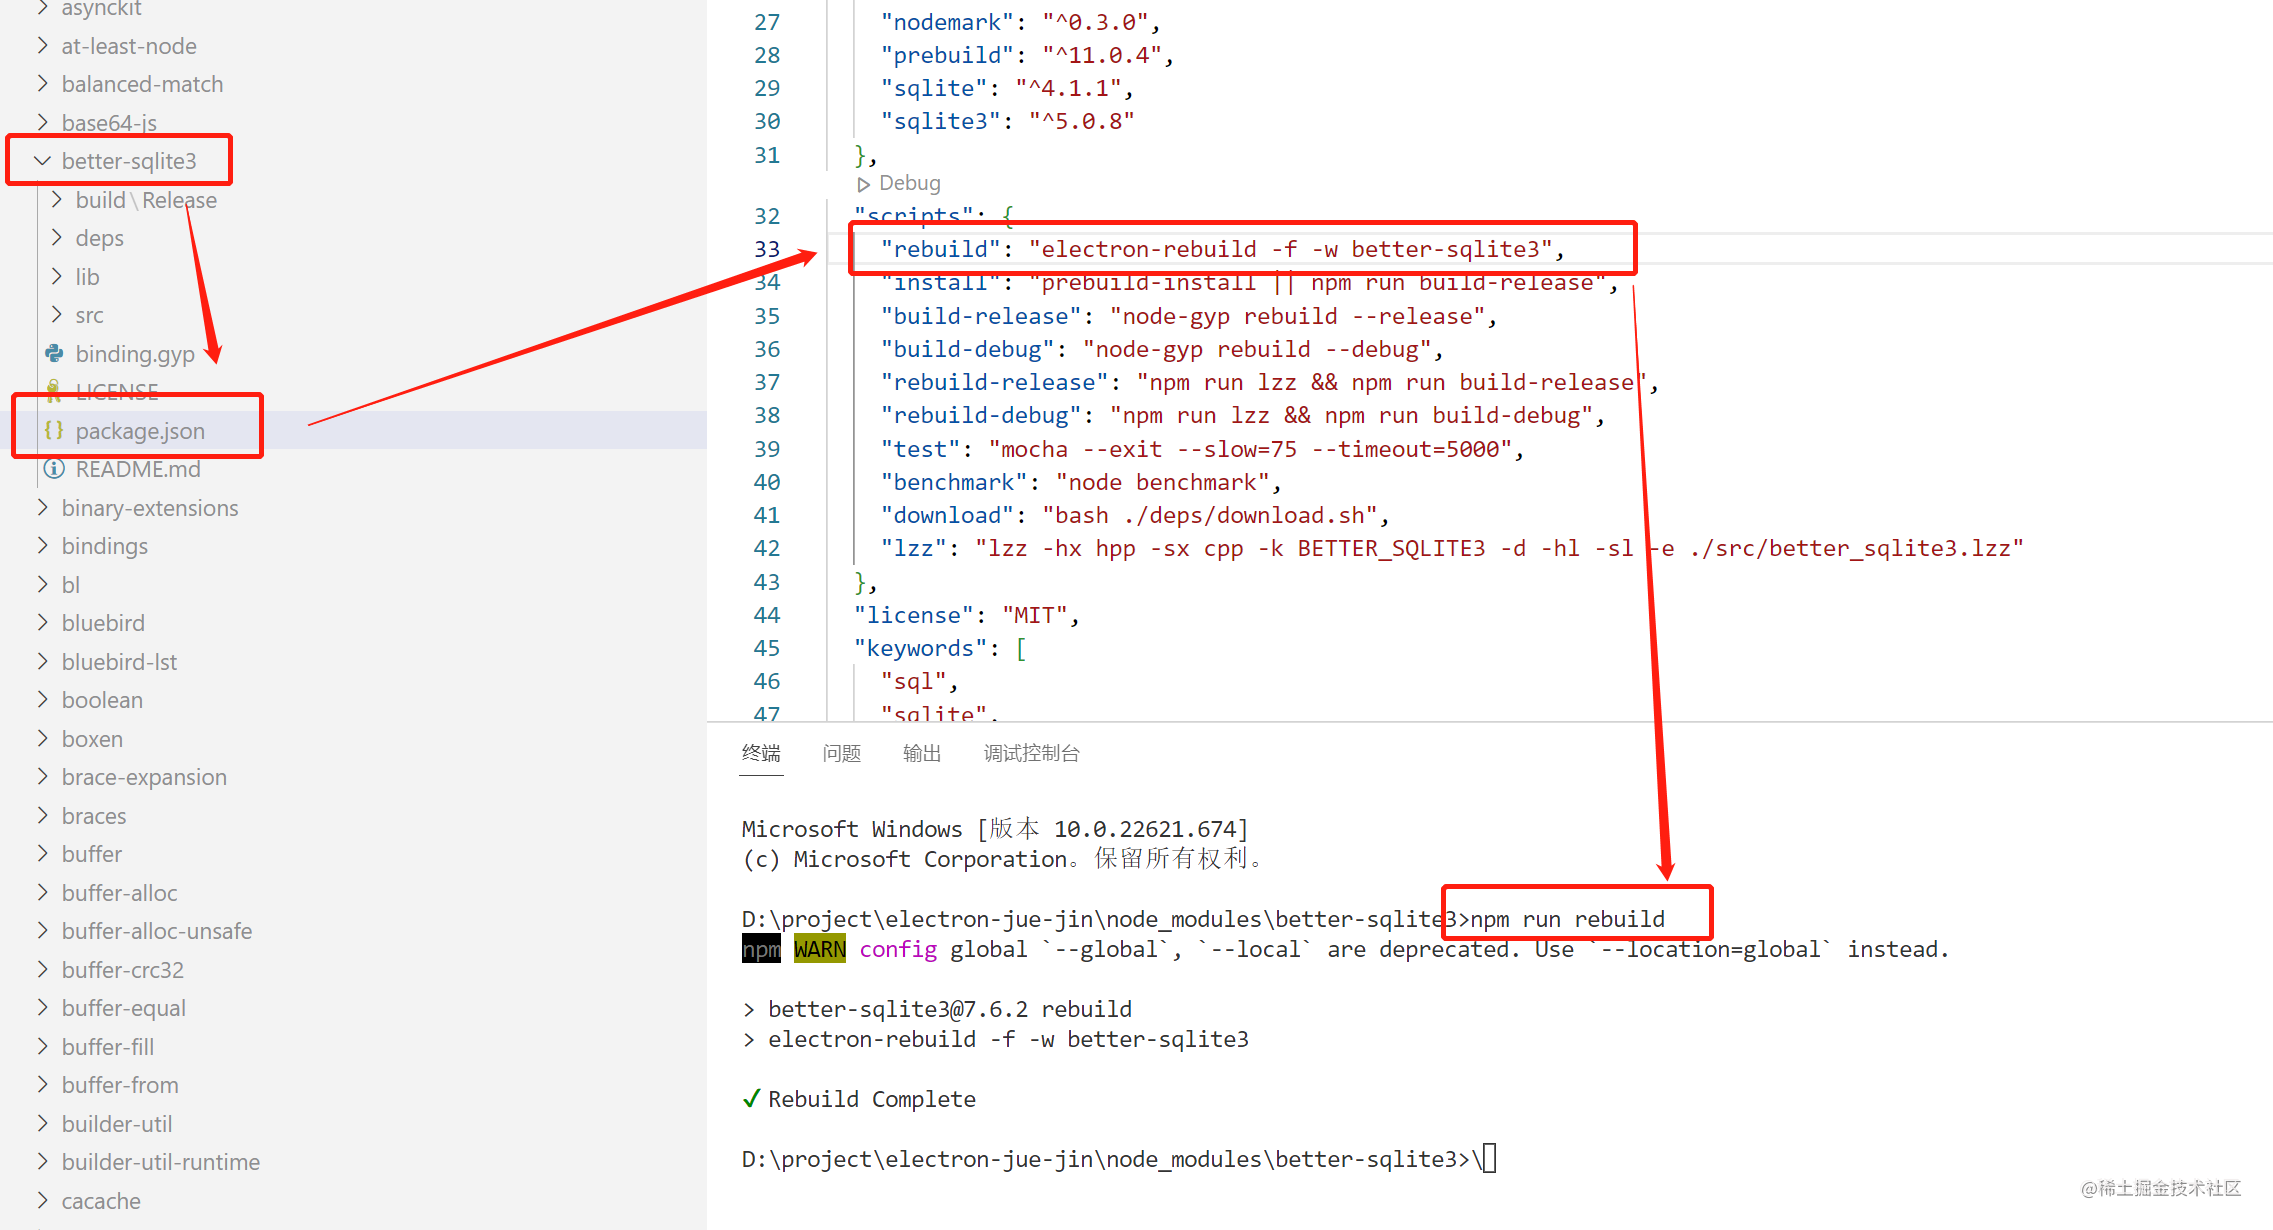 asynckit
at-least-node
balanced-match
base64-js
better-sqlite3
build\Release
deps
lib
src
binding.gyp
LICENSE
package.json
README.md
binary-extensions
bindings
bl
bluebird
bluebird-lst
boolean
boxen
brace-expansion
braces
buffer
buffer-alloc
buffer-alloc-unsafe
buffer-crc32
buffer-equal
buffer-fill
buffer-from
builder-util
builder-util-runtime
cacache
27 "nodemark": "^0.3.0",
28 "prebuild": "^11.0.4",
29 "sqlite": "^4.1.1",
30 "sqlite3": "^5.0.8"
31 },
Debug
32 "scripts": {
33 "rebuild": "electron-rebuild -f -w better-sqlite3",
34 "install": "prebuild-install || npm run build-release",
35 "build-release": "node-gyp rebuild --release",
36 "build-debug": "node-gyp rebuild --debug",
37 "rebuild-release": "npm run lzz && npm run build-release",
38 "rebuild-debug": "npm run lzz && npm run build-debug",
39 "test": "mocha --exit --slow=75 --timeout=5000",
40 "benchmark": "node benchmark",
41 "download": "bash ./deps/download.sh",
42 "lzz": "lzz -hx hpp -sx cpp -k BETTER_SQLITE3 -d -hl -sl -e ./src/better_sqlite3.lzz"
43 },
44 "license": "MIT",
45 "keywords": [
46 "sql",
47 "sqlite",
终端 问题 输出 调试控制台
Microsoft Windows [版本 10.0.22621.674]
(c) Microsoft Corporation。保留所有权利。
D:\project\electron-jue-jin\node_modules\better-sqlite3>npm run rebuild
npm WARN config global `--global`, `--local` are deprecated. Use `--location=global` instead.
> better-sqlite3@7.6.2 rebuild
> electron-rebuild -f -w better-sqlite3
✓ Rebuild Complete
D:\project\electron-jue-jin\node_modules\better-sqlite3>\
@稀土掘金技术社区